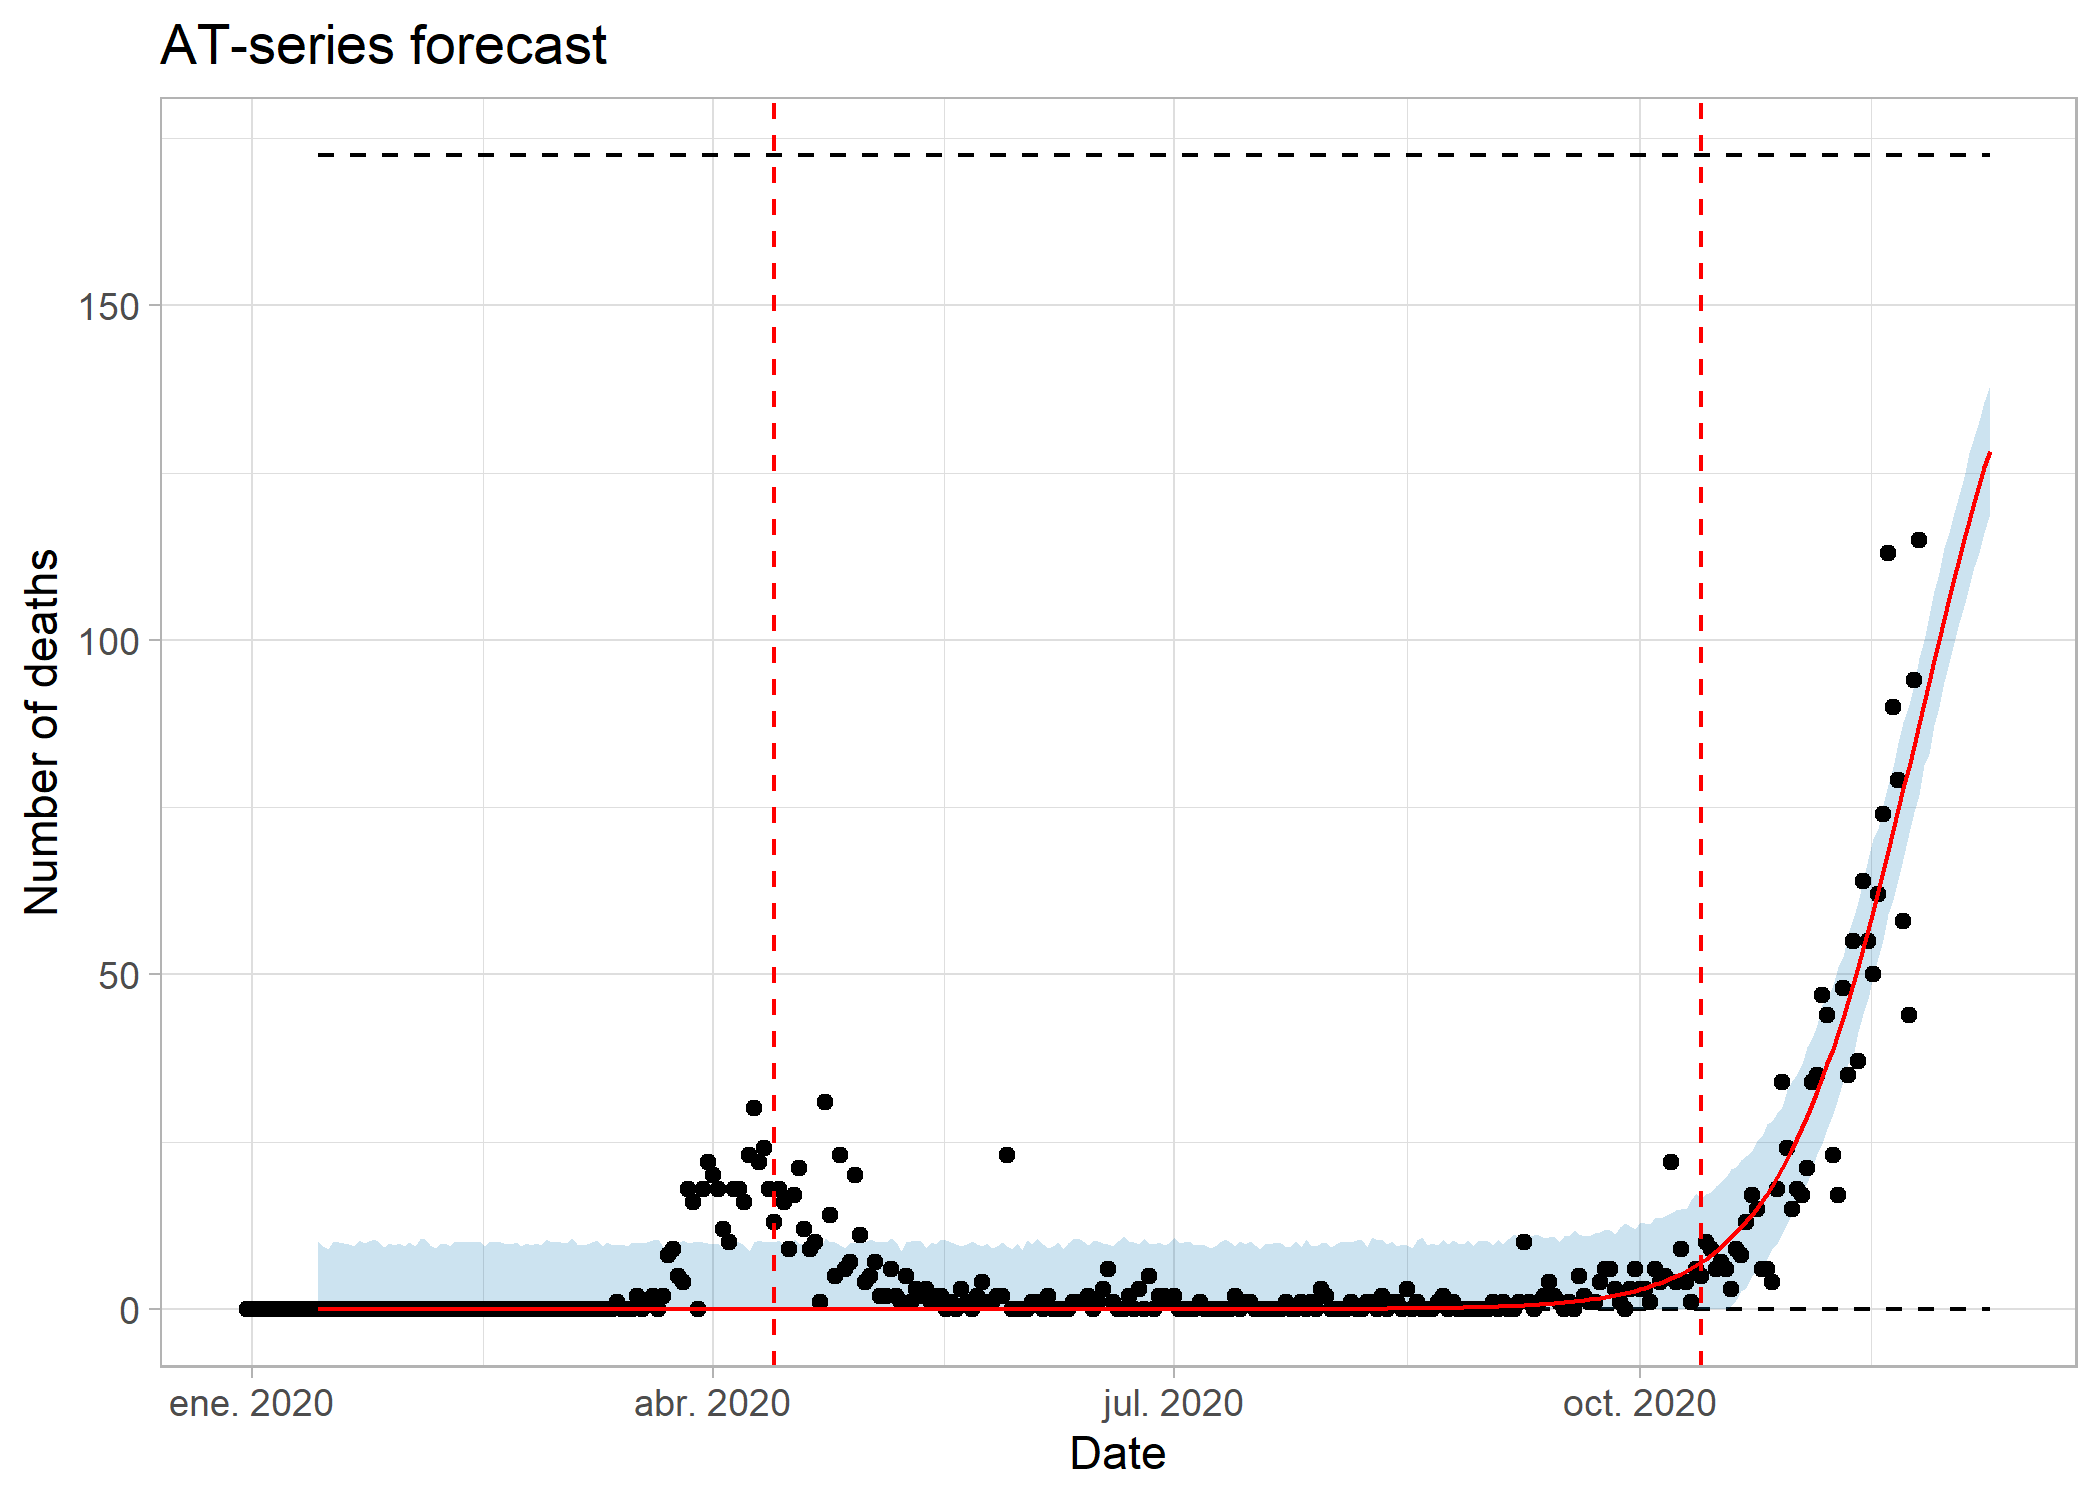 AT-series forecast
Number of deaths
150
100
50
0
ene. 2020 abr. 2020 jul. 2020 oct. 2020
Date